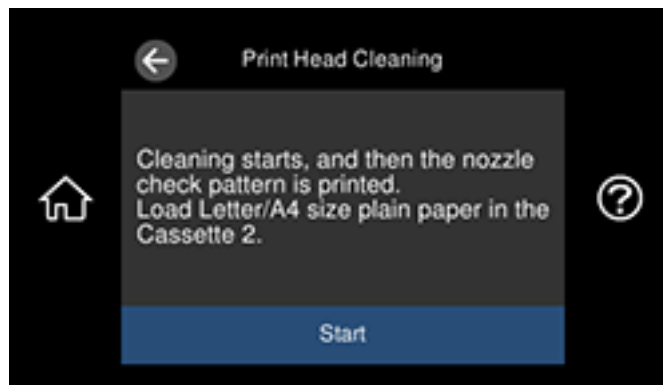 Print Head Cleaning
Cleaning starts, and then the nozzle
check pattern is printed.
Load Letter/A4 size plain paper in the
Cassette 2.
?
Start